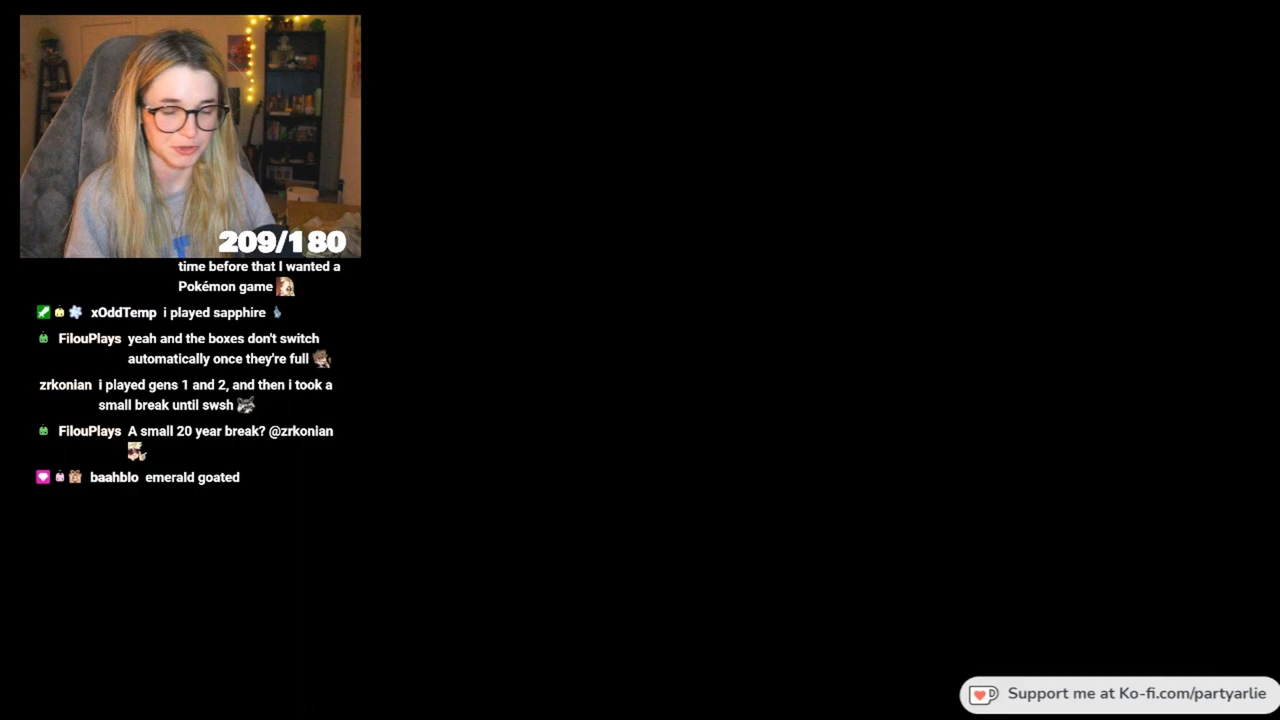 209/180
time before that I wanted a
Pokémon game
xOddTemp i played sapphire
FilouPlays yeah and the boxes don't switch
automatically once they're full
zrkonian i played gens 1 and 2, and then i took a
small break until swsh
FilouPlays A small 20 year break? @zrkonian
baahblo emerald goated
Support me at Ko-fi.com/partyarlie